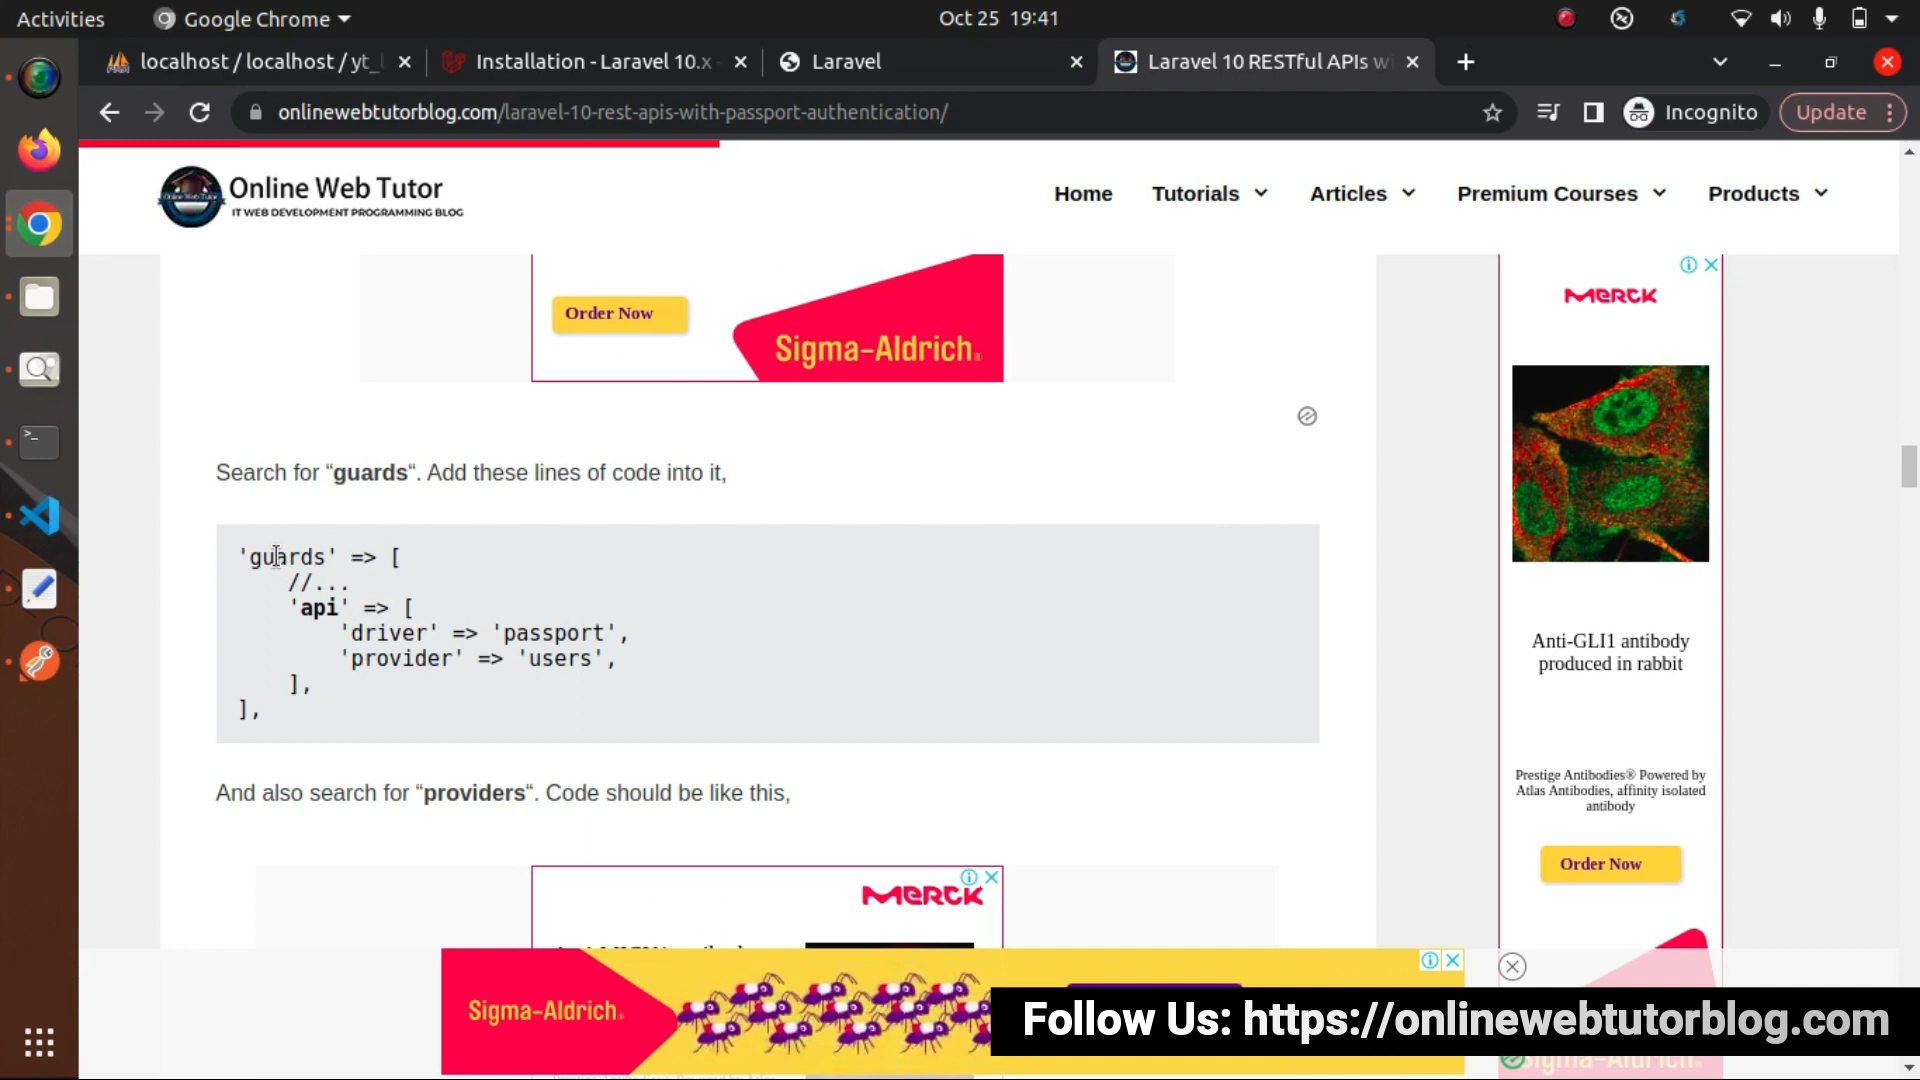 Activities
Google Chrome
Oct 25 19:41
localhost / localhost / yt_
Installation - Laravel 10.x
Laravel
Laravel 10 RESTful APIs wi
onlinewebtutorblog.com/laravel-10-rest-apis-with-passport-authentication/
Incognito
Update
Online Web Tutor
IT WEB DEVELOPMENT PROGRAMMING BLOG
Home
Tutorials
Articles
Premium Courses
Products
Order Now
Sigma-Aldrich®
Search for “guards“. Add these lines of code into it,
'guards' => [
//...
'api' => [
'driver' => 'passport',
'provider' => 'users',
],
],
And also search for “providers“. Code should be like this,
MERCK
Anti-GLI1 antibody
produced in rabbit
Prestige Antibodies® Powered by
Atlas Antibodies, affinity isolated
antibody
Order Now
MERCK
Sigma-Aldrich®
Follow Us: https://onlinewebtutorblog.com
Sigma-Aldrich®